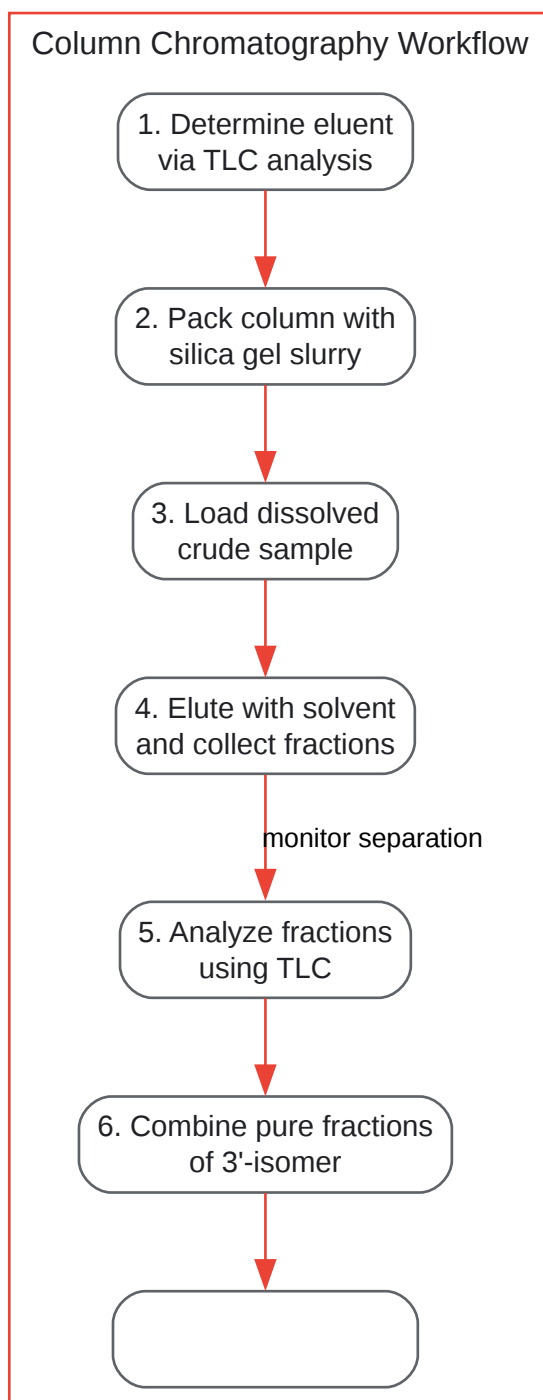 Column Chromatography Workflow
1. Determine eluent
via TLC analysis
2. Pack column with
silica gel slurry
3. Load dissolved
crude sample
4. Elute with solvent
and collect fractions
monitor separation
5. Analyze fractions
using TLC
6. Combine pure fractions
of 3'-isomer